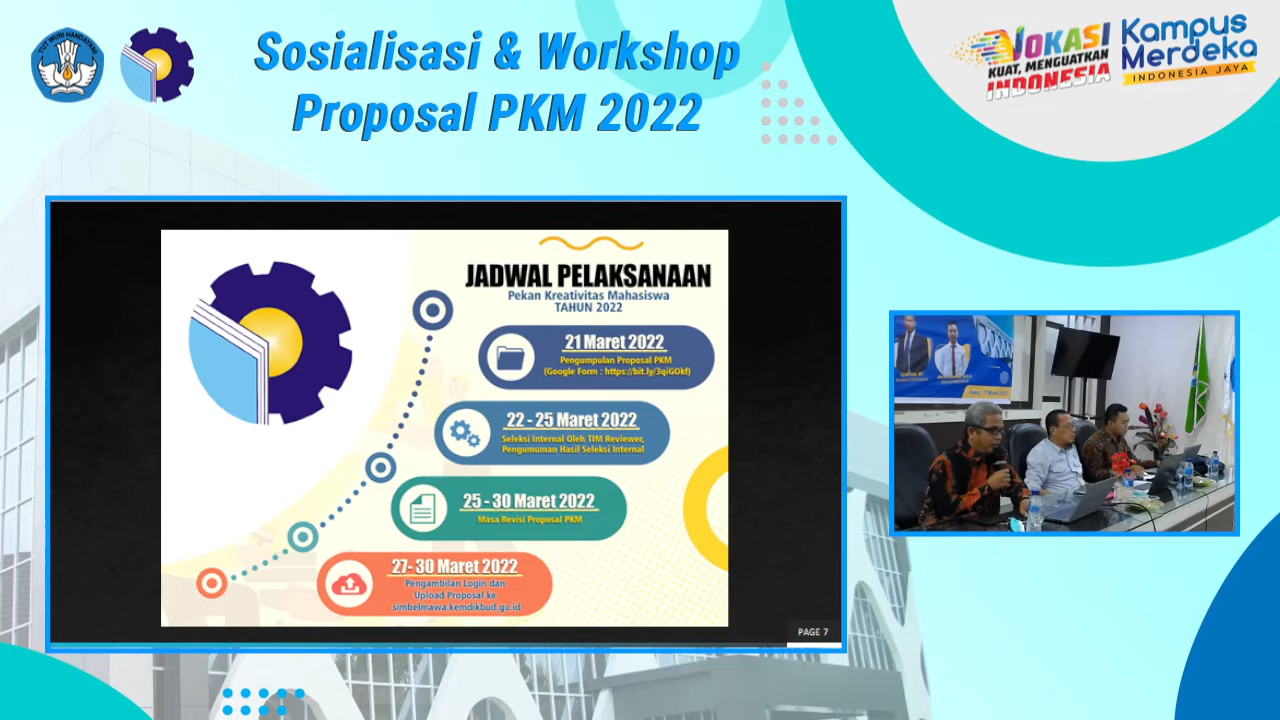 TUT WURI HANDAYANI
Sosialisasi & Workshop
Proposal PKM 2022
VOKASI
KUAT, MENGUATKAN
INDONESIA
Kampus
Merdeka
INDONESIA JAYA
JADWAL PELAKSANAAN
Pekan Kreativitas Mahasiswa
TAHUN 2022
21 Maret 2022
Pengumpulan Proposal PKM
(Google Form : https://bit.ly/3qiGOkf)
22 - 25 Maret 2022
Seleksi Internal Oleh TIM Reviewer,
Pengumuman Hasil Seleksi Internal
25 - 30 Maret 2022
Masa Revisi Proposal PKM
27- 30 Maret 2022
Pengambilan Login dan
Upload Proposal ke
simbelmawa.kemdikbud.go.id
PAGE 7